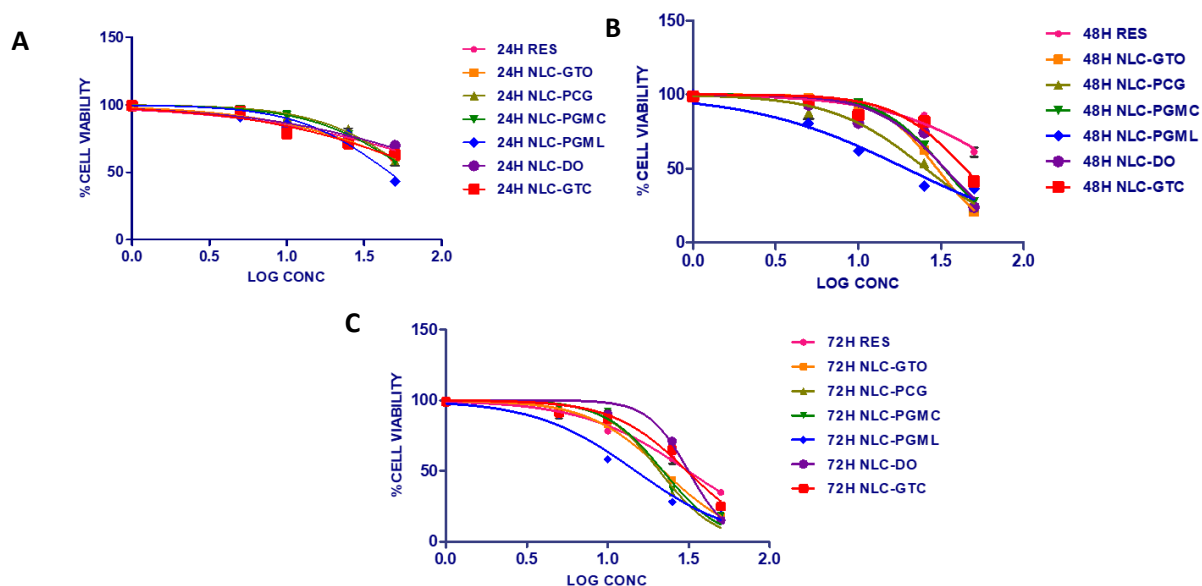 A
150
100
50
0
%CELL VIABILITY
0.0 0.5 1.0 1.5 2.0
LOG CONC
24H RES
24H NLC-GTO
24H NLC-PCG
24H NLC-PGMC
24H NLC-PGML
24H NLC-DO
24H NLC-GTC
B
150
100
50
0
%CELL VIABILITY
0.0 0.5 1.0 1.5 2.0
LOG CONC
48H RES
48H NLC-GTO
48H NLC-PCG
48H NLC-PGMC
48H NLC-PGML
48H NLC-DO
48H NLC-GTC
C
150
100
50
0
%CELL VIABILITY
0.0 0.5 1.0 1.5 2.0
LOG CONC
72H RES
72H NLC-GTO
72H NLC-PCG
72H NLC-PGMC
72H NLC-PGML
72H NLC-DO
72H NLC-GTC